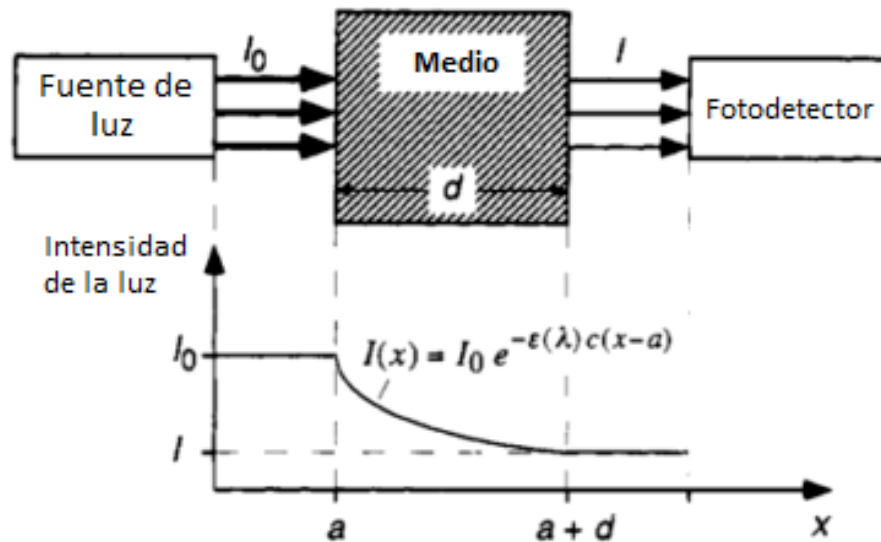 Fuente de
luz
I₀
Medio
d
I
Fotodetector
Intensidad
de la luz
I₀
I
I(x) = I₀ e^{-ε(λ)c(x-a)}
a
a + d
x